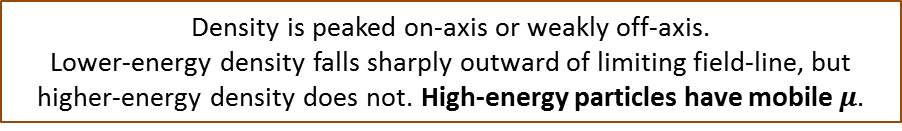 Density is peaked on-axis or weakly off-axis.
Lower-energy density falls sharply outward of limiting field-line, but
higher-energy density does not. High-energy particles have mobile μ.